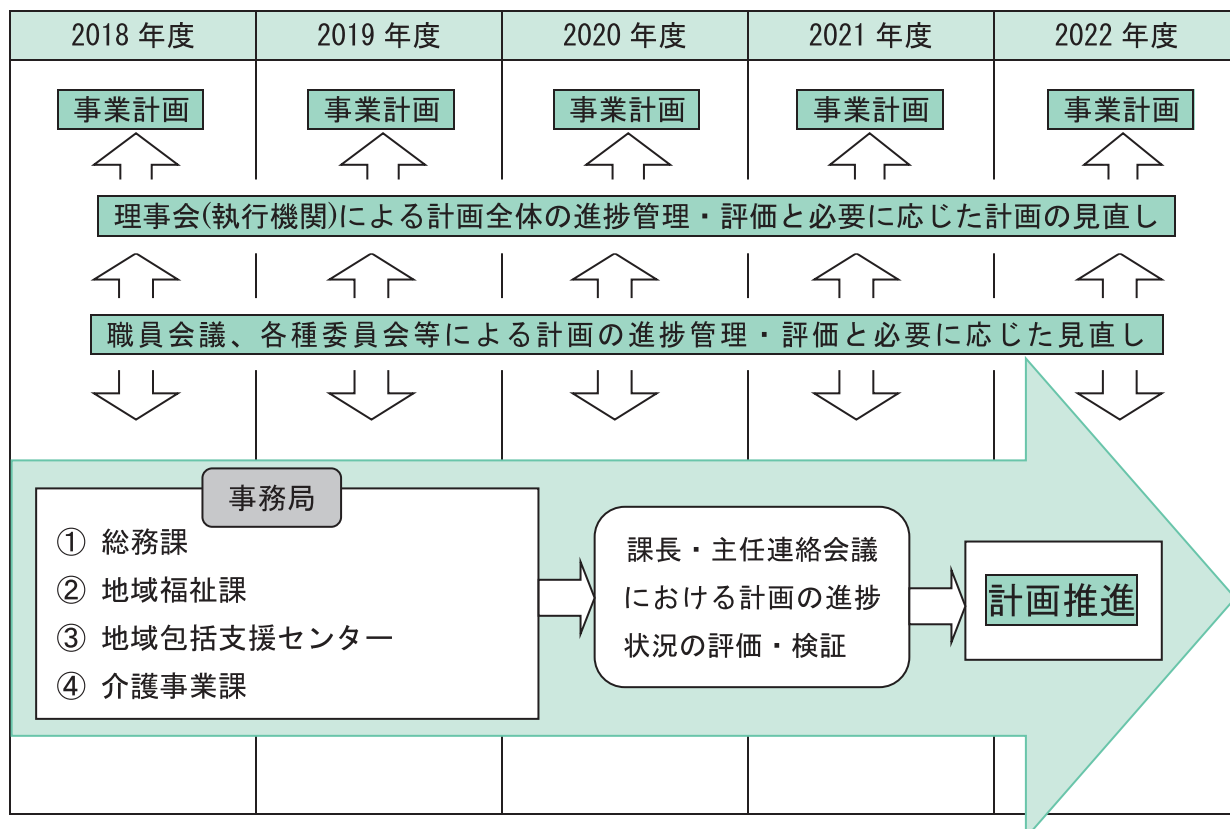 2018 年度
2019 年度
2020 年度
2021 年度
2022 年度
事業計画
事業計画
事業計画
事業計画
事業計画
理事会(執行機関)による計画全体の進捗管理・評価と必要に応じた計画の見直し
職員会議、各種委員会等による計画の進捗管理・評価と必要に応じた見直し
事務局
① 総務課
② 地域福祉課
③ 地域包括支援センター
④ 介護事業課
課長・主任連絡会議
における計画の進捗
状況の評価・検証
計画推進